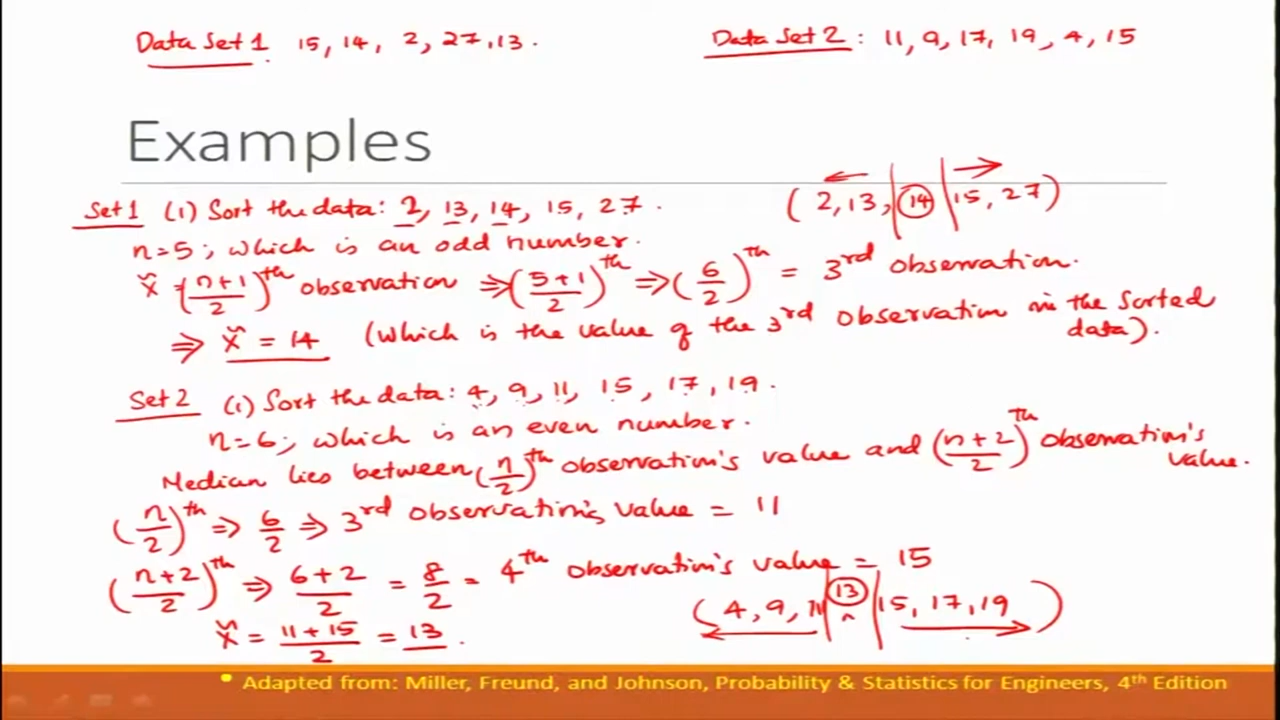 Data Set 1 15, 14, 2, 27, 13.
Data Set 2: 11, 9, 17, 19, 4, 15
Examples
Set 1 (1) Sort the data: 2, 13, 14, 15, 27.
(2, 13, 14 15, 27)
n=5; which is an odd number.
x̃ = (n+1/2)th observation ⇒ (5+1/2)th ⇒ (6/2)th = 3rd observation.
⇒ x̃ = 14 (which is the value of the 3rd observation in the sorted data).
Set 2 (1) Sort the data: 4, 9, 11, 15, 17, 19.
n=6; which is an even number.
Median lies between (n/2)th observation's value and (n+2/2)th observation's value.
(n/2)th ⇒ 6/2 ⇒ 3rd observation's value = 11
(n+2/2)th ⇒ 6+2/2 = 8/2 = 4th observation's value = 15
(4, 9, 11 13 15, 17, 19)
x̃ = 11+15/2 = 13.
• Adapted from: Miller, Freund, and Johnson, Probability & Statistics for Engineers, 4th Edition